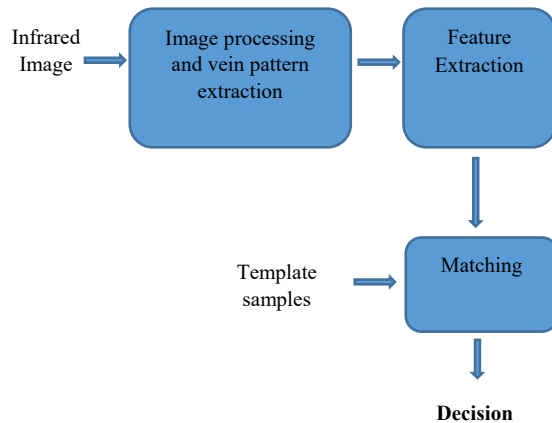 Infrared
Image
Image processing
and vein pattern
extraction
Feature
Extraction
Template
samples
Matching
Decision